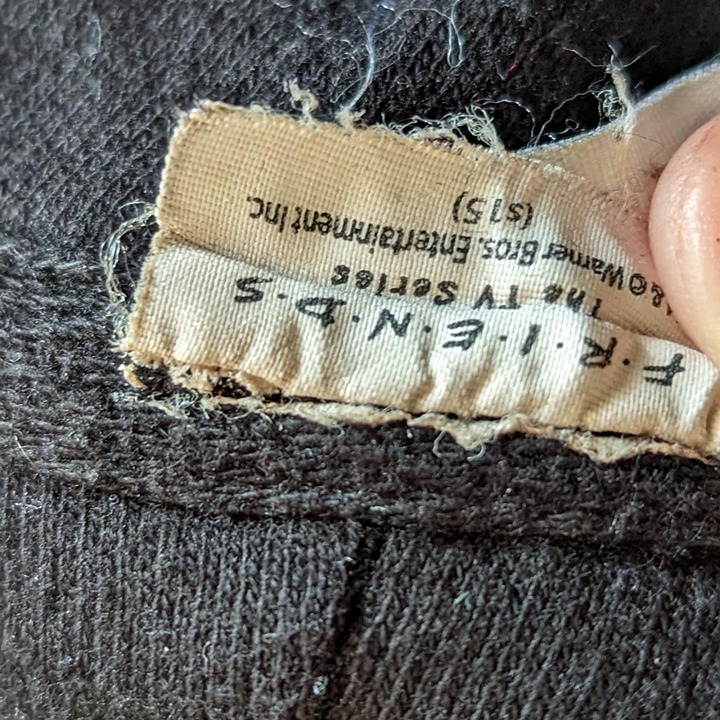 F·R·I·E·N·D·S
The TV Series
& © Warner Bros. Entertainment Inc.
(s15)